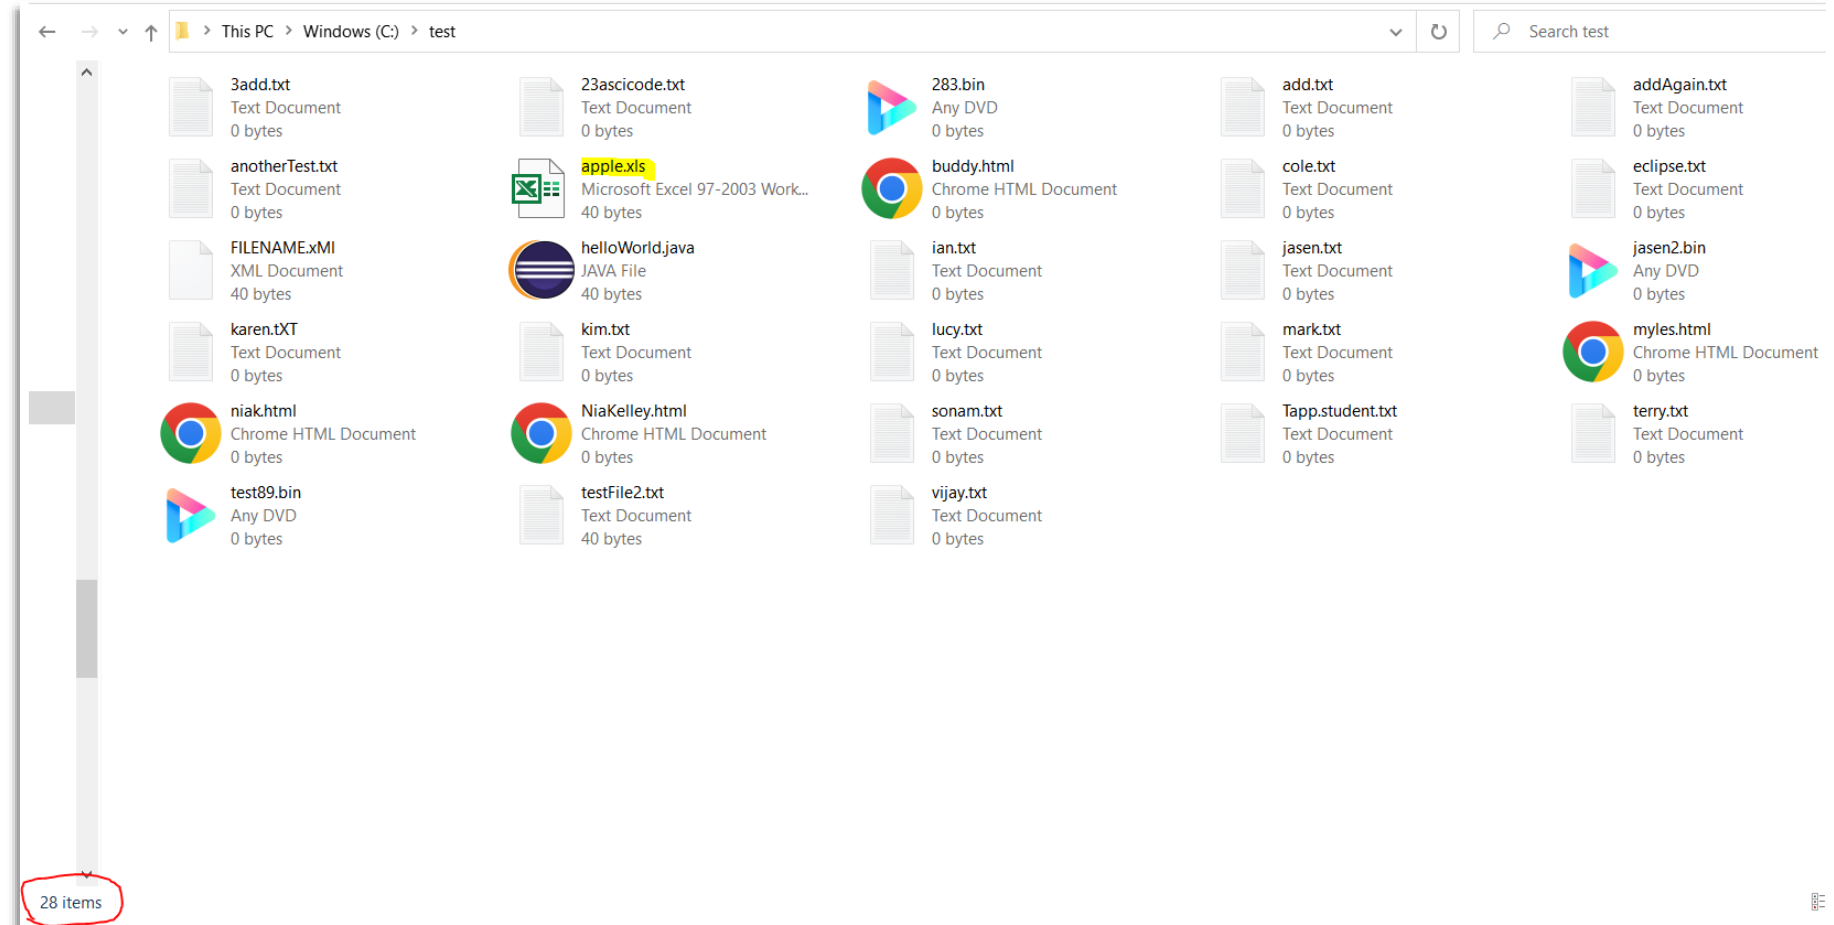 This PC > Windows (C:) > test
Search test
3add.txt
Text Document
0 bytes
23ascicode.txt
Text Document
0 bytes
283.bin
Any DVD
0 bytes
add.txt
Text Document
0 bytes
addAgain.txt
Text Document
0 bytes
anotherTest.txt
Text Document
0 bytes
apple.xls
Microsoft Excel 97-2003 Work...
40 bytes
buddy.html
Chrome HTML Document
0 bytes
cole.txt
Text Document
0 bytes
eclipse.txt
Text Document
0 bytes
FILENAME.xMl
XML Document
40 bytes
helloWorld.java
JAVA File
40 bytes
ian.txt
Text Document
0 bytes
jasen.txt
Text Document
0 bytes
jasen2.bin
Any DVD
0 bytes
karen.tXT
Text Document
0 bytes
kim.txt
Text Document
0 bytes
lucy.txt
Text Document
0 bytes
mark.txt
Text Document
0 bytes
myles.html
Chrome HTML Document
0 bytes
niak.html
Chrome HTML Document
0 bytes
NiaKelley.html
Chrome HTML Document
0 bytes
sonam.txt
Text Document
0 bytes
Tapp.student.txt
Text Document
0 bytes
terry.txt
Text Document
0 bytes
test89.bin
Any DVD
0 bytes
testFile2.txt
Text Document
40 bytes
vijay.txt
Text Document
0 bytes
28 items